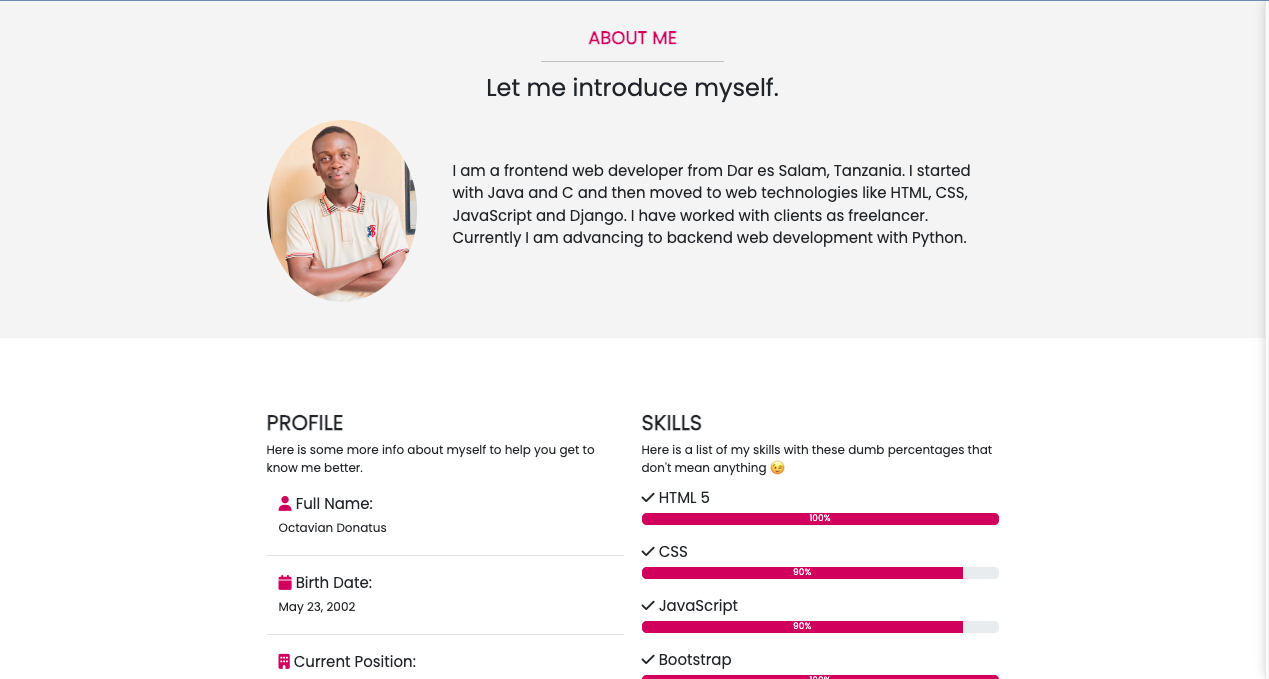 ABOUT ME
Let me introduce myself.
I am a frontend web developer from Dar es Salam, Tanzania. I started
with Java and C and then moved to web technologies like HTML, CSS,
JavaScript and Django. I have worked with clients as freelancer.
Currently I am advancing to backend web development with Python.
PROFILE
Here is some more info about myself to help you get to
know me better.
Full Name:
Octavian Donatus
Birth Date:
May 23, 2002
Current Position:
SKILLS
Here is a list of my skills with these dumb percentages that
don't mean anything 😉
HTML 5
100%
CSS
90%
JavaScript
90%
Bootstrap
100%